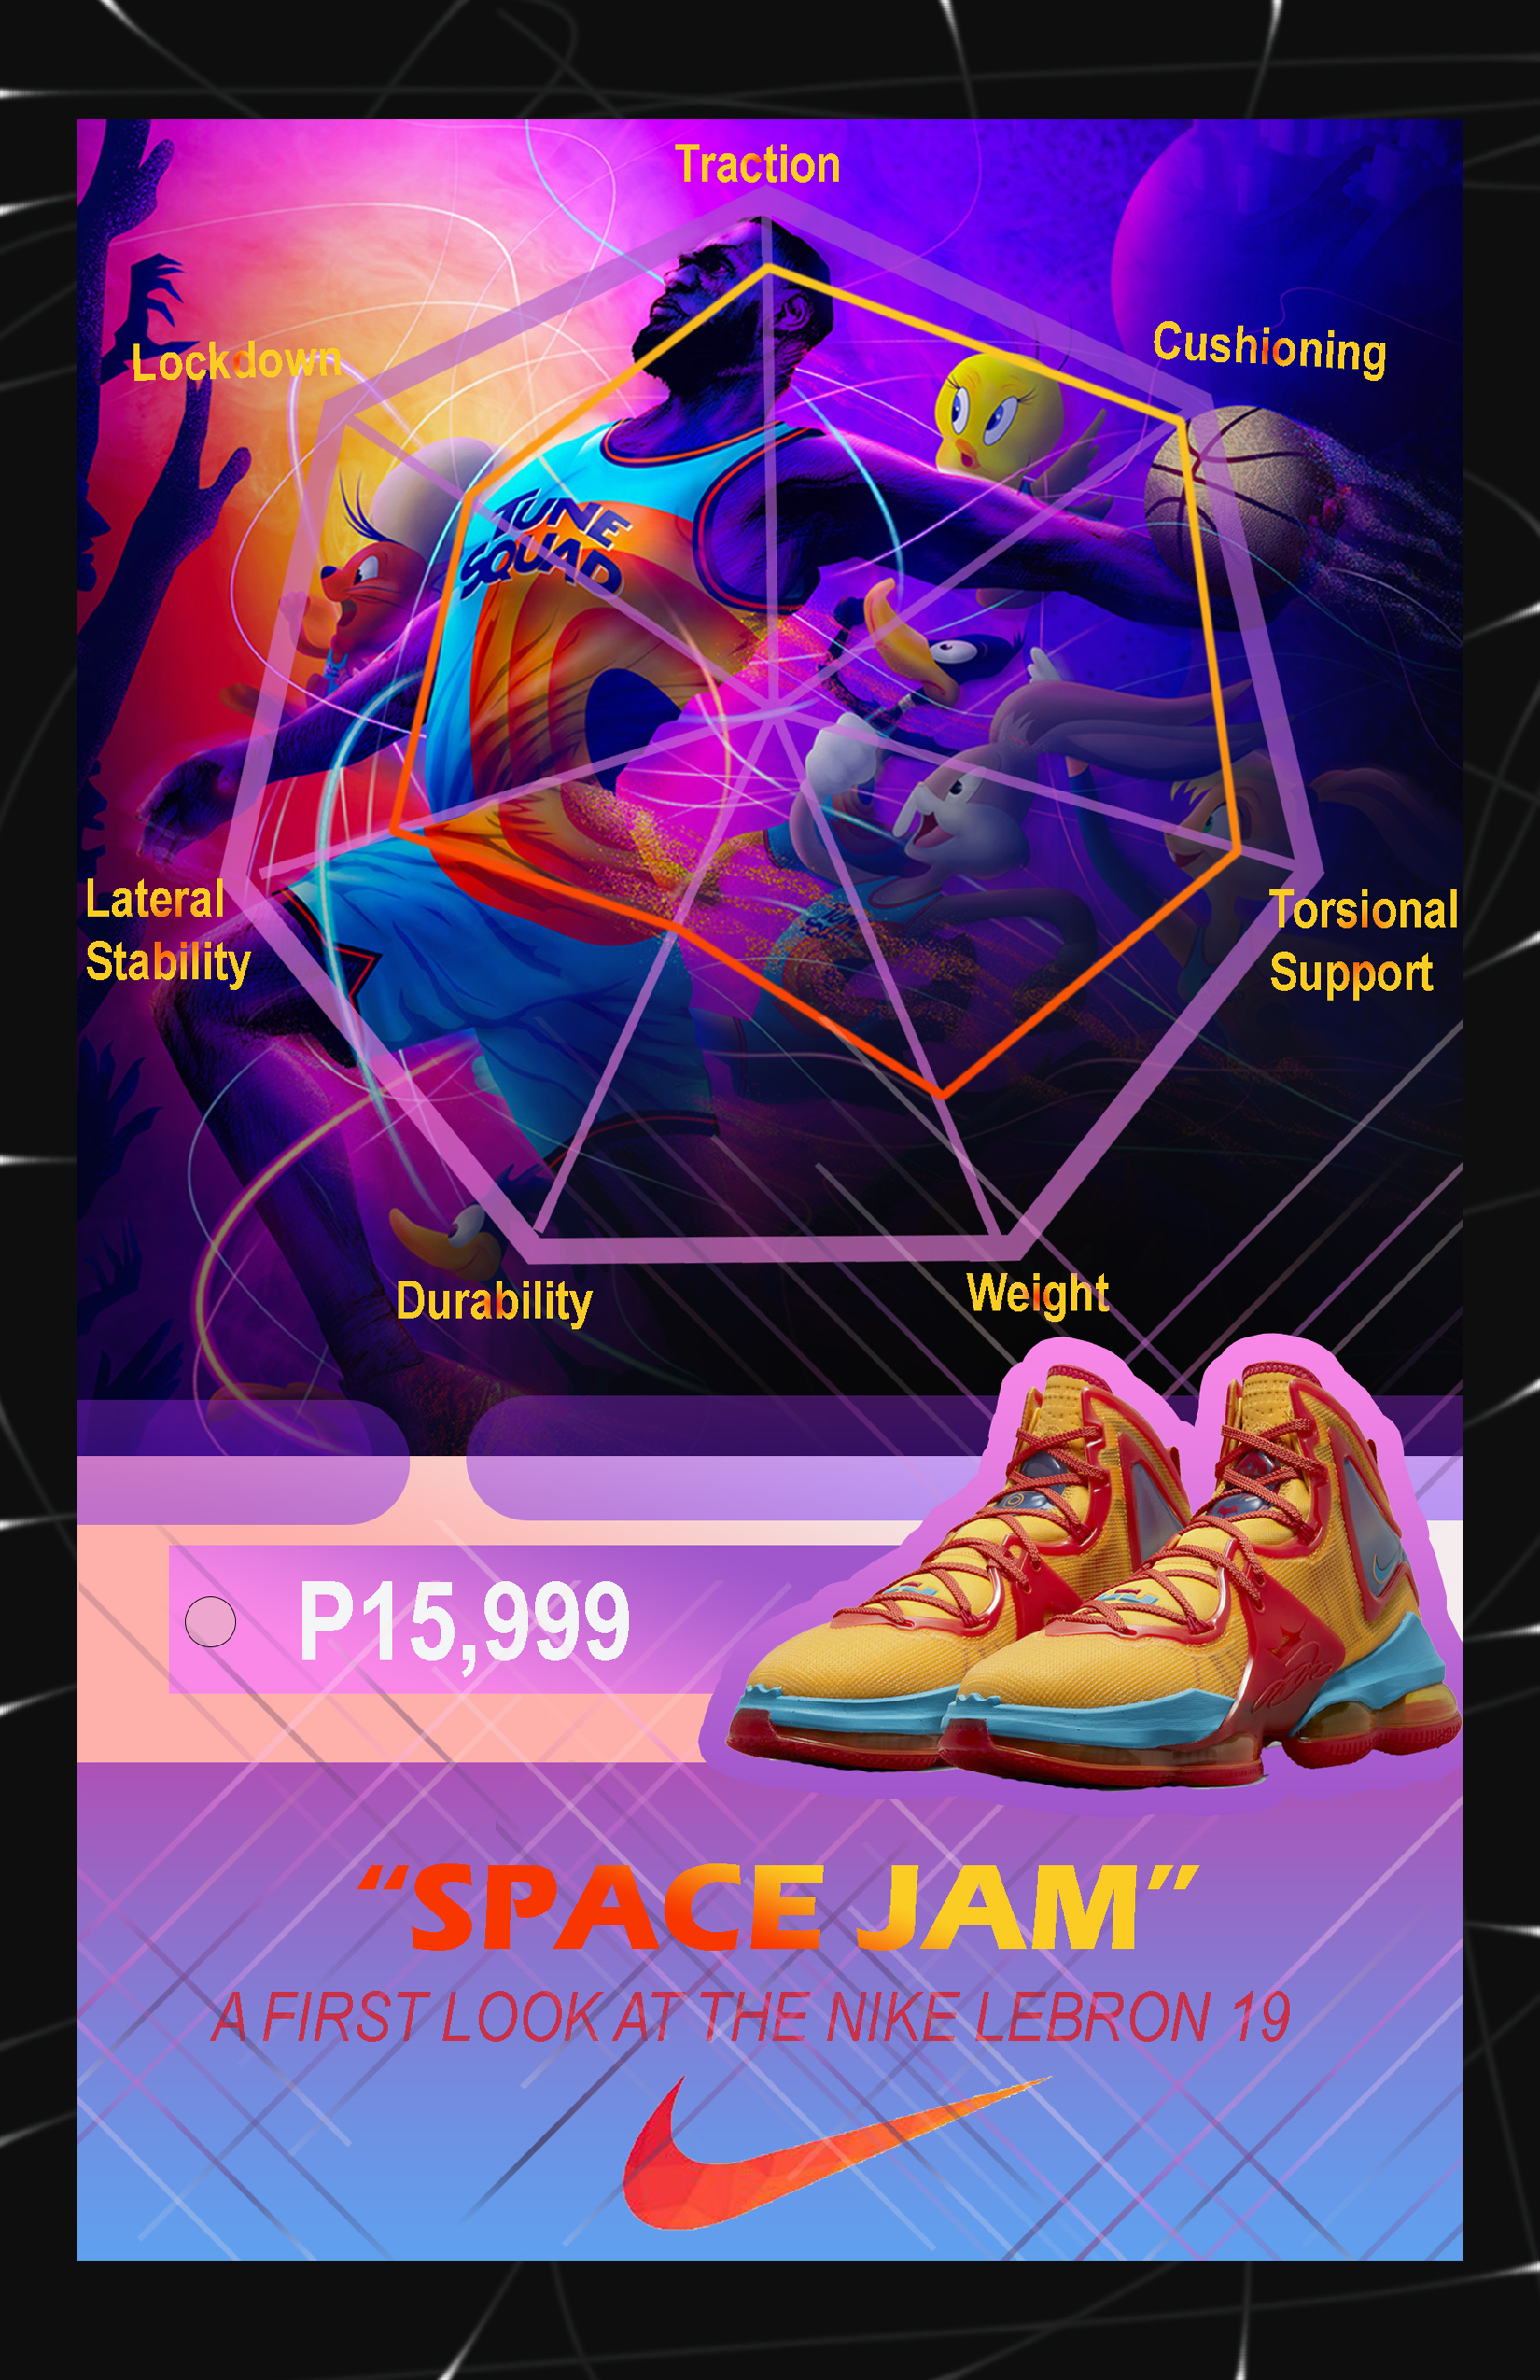 Traction
Cushioning
Lockdown
TUNE
SQUAD
Lateral
Stability
Torsional
Support
Durability
Weight
P15,999
“SPACE JAM”
A FIRST LOOK AT THE NIKE LEBRON 19